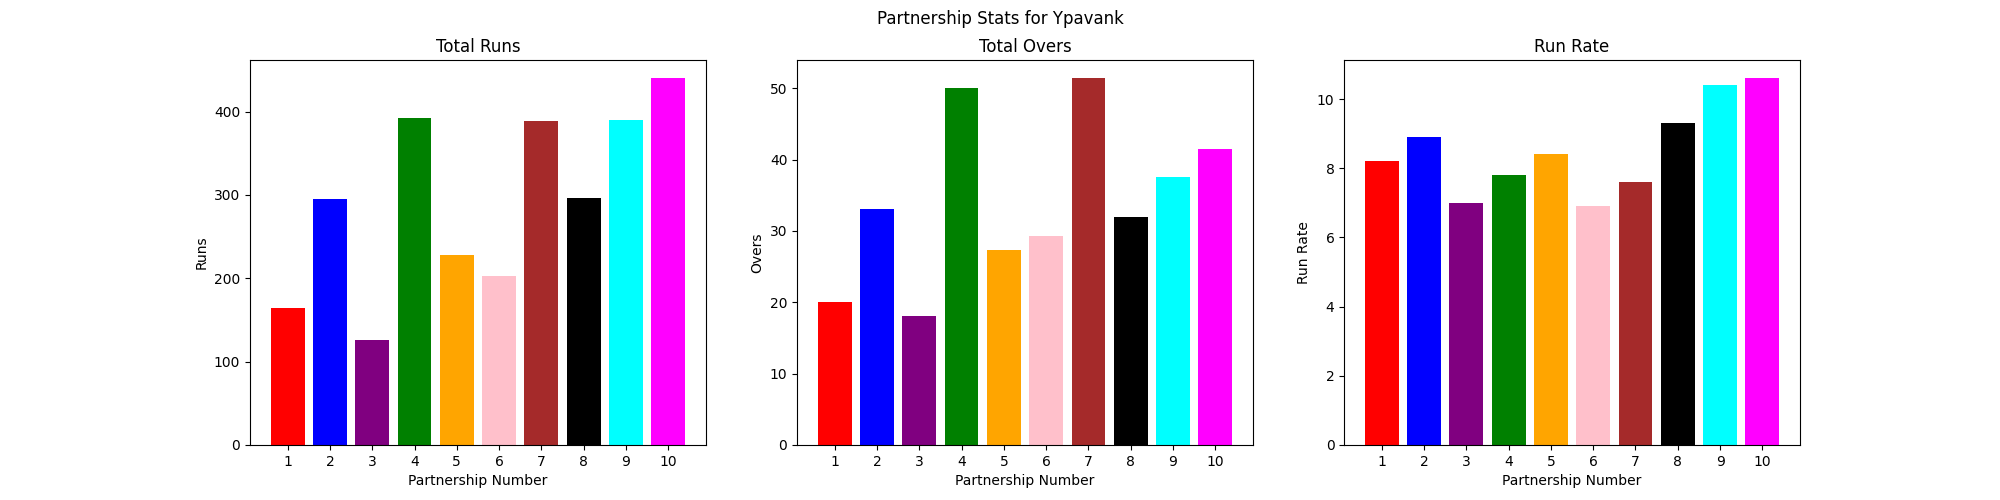 Partnership Stats for Ypavank
Total Runs
Runs
400
300
200
100
0
1 2 3 4 5 6 7 8 9 10
Partnership Number
Total Overs
Overs
50
40
30
20
10
0
1 2 3 4 5 6 7 8 9 10
Partnership Number
Run Rate
Run Rate
10
8
6
4
2
0
1 2 3 4 5 6 7 8 9 10
Partnership Number